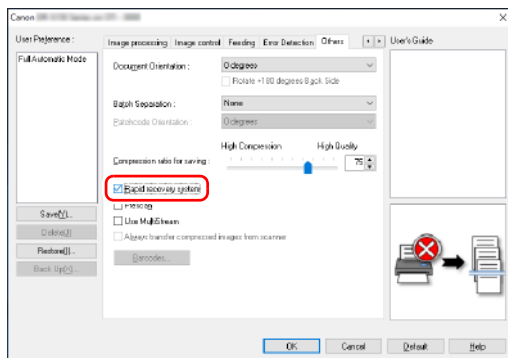 Canon
User Preference :
Full Automatic Mode
Save(Y)...
Delete(J)
Restore(I)...
Back Up(H)...
Image processing Image control Feeding Error Detection Others
User's Guide
Document Orientation : 0 degrees
Rotate +180 degrees Back Side
Batch Separation : None
Patchcode Orientation : 0 degrees
High Compression High Quality
Compression ratio for saving : 75
Rapid recovery system
Prescan
Use MultiStream
Always transfer compressed images from scanner
Barcodes...
OK Cancel Default Help